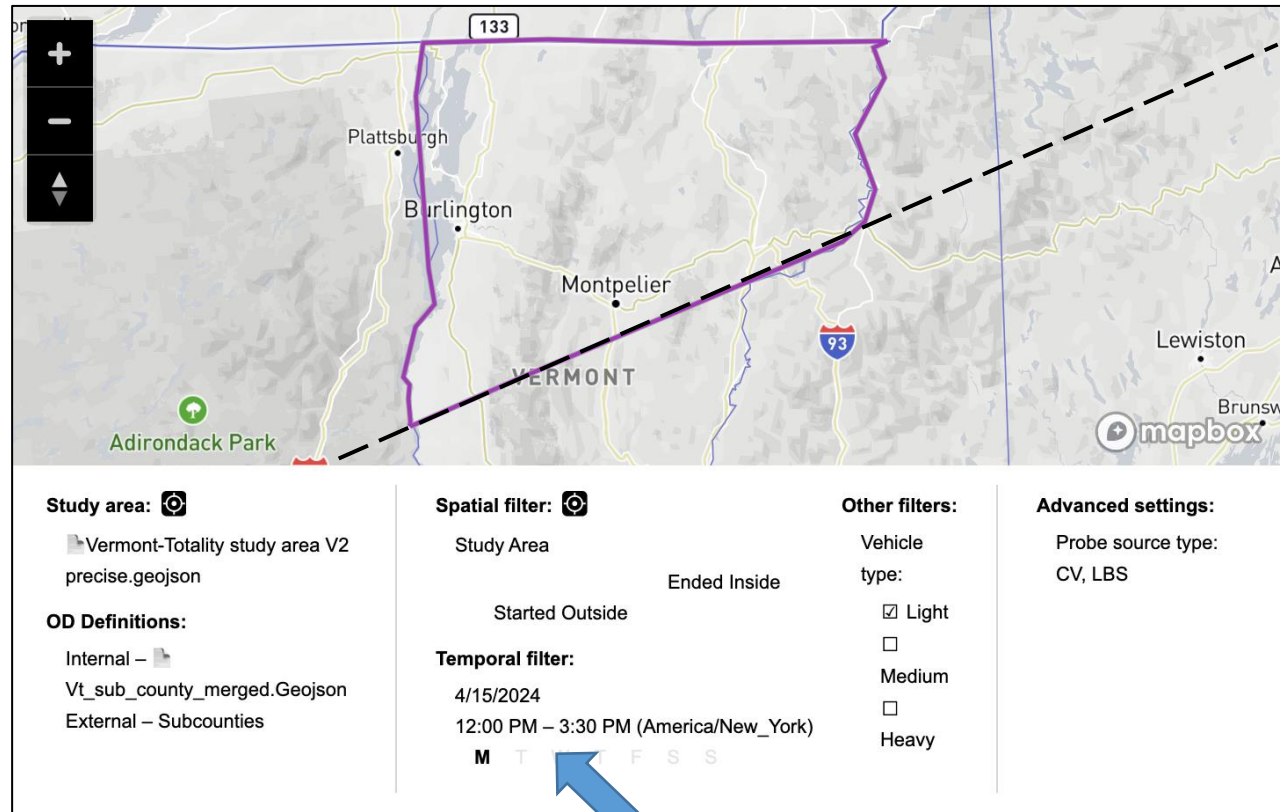 133
Plattsburgh
Burlington
Montpelier
93
VERMONT
Lewiston
Adirondack Park
mapbox
Study area:
Vermont-Totality study area V2
precise.geojson
OD Definitions:
Internal –
Vt_sub_county_merged.Geojson
External – Subcounties
Spatial filter:
Study Area
Ended Inside
Started Outside
Temporal filter:
4/15/2024
12:00 PM – 3:30 PM (America/New_York)
M T W T F S S
Other filters:
Vehicle
type:
☑ Light
☐
Medium
☐
Heavy
Advanced settings:
Probe source type:
CV, LBS